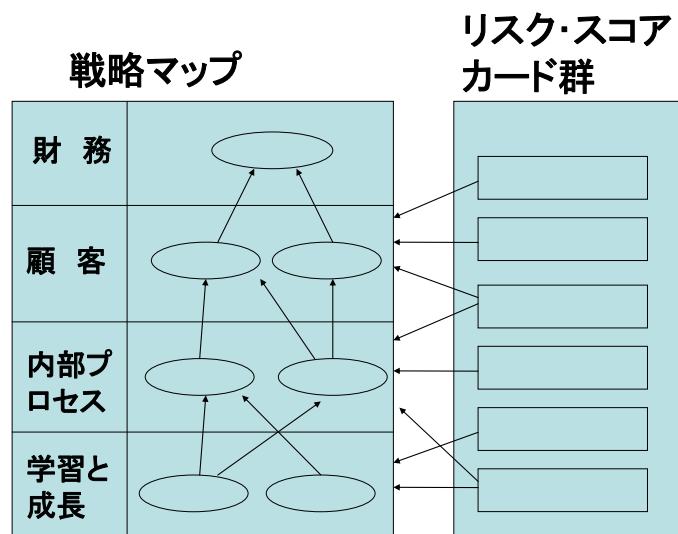 戦略マップ
リスク・スコア
カード群
財 務
顧 客
内部プ
ロセス
学習と
成長